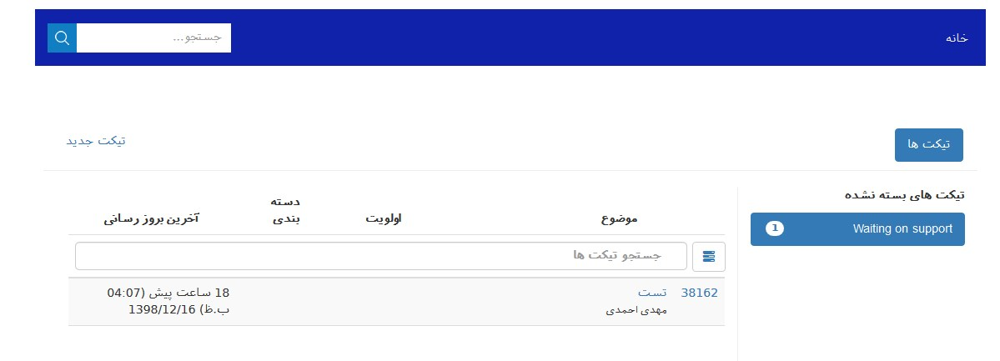 خانه
جستجو...
تیکت ها
تیکت جدید
تیکت های بسته نشده
Waiting on support 1
موضوع
اولویت
دسته
بندی
آخرین بروز رسانی
جستجو تیکت ها
38162
تست
مهدی احمدی
18 ساعت پیش (04:07
ب.ظ) 1398/12/16